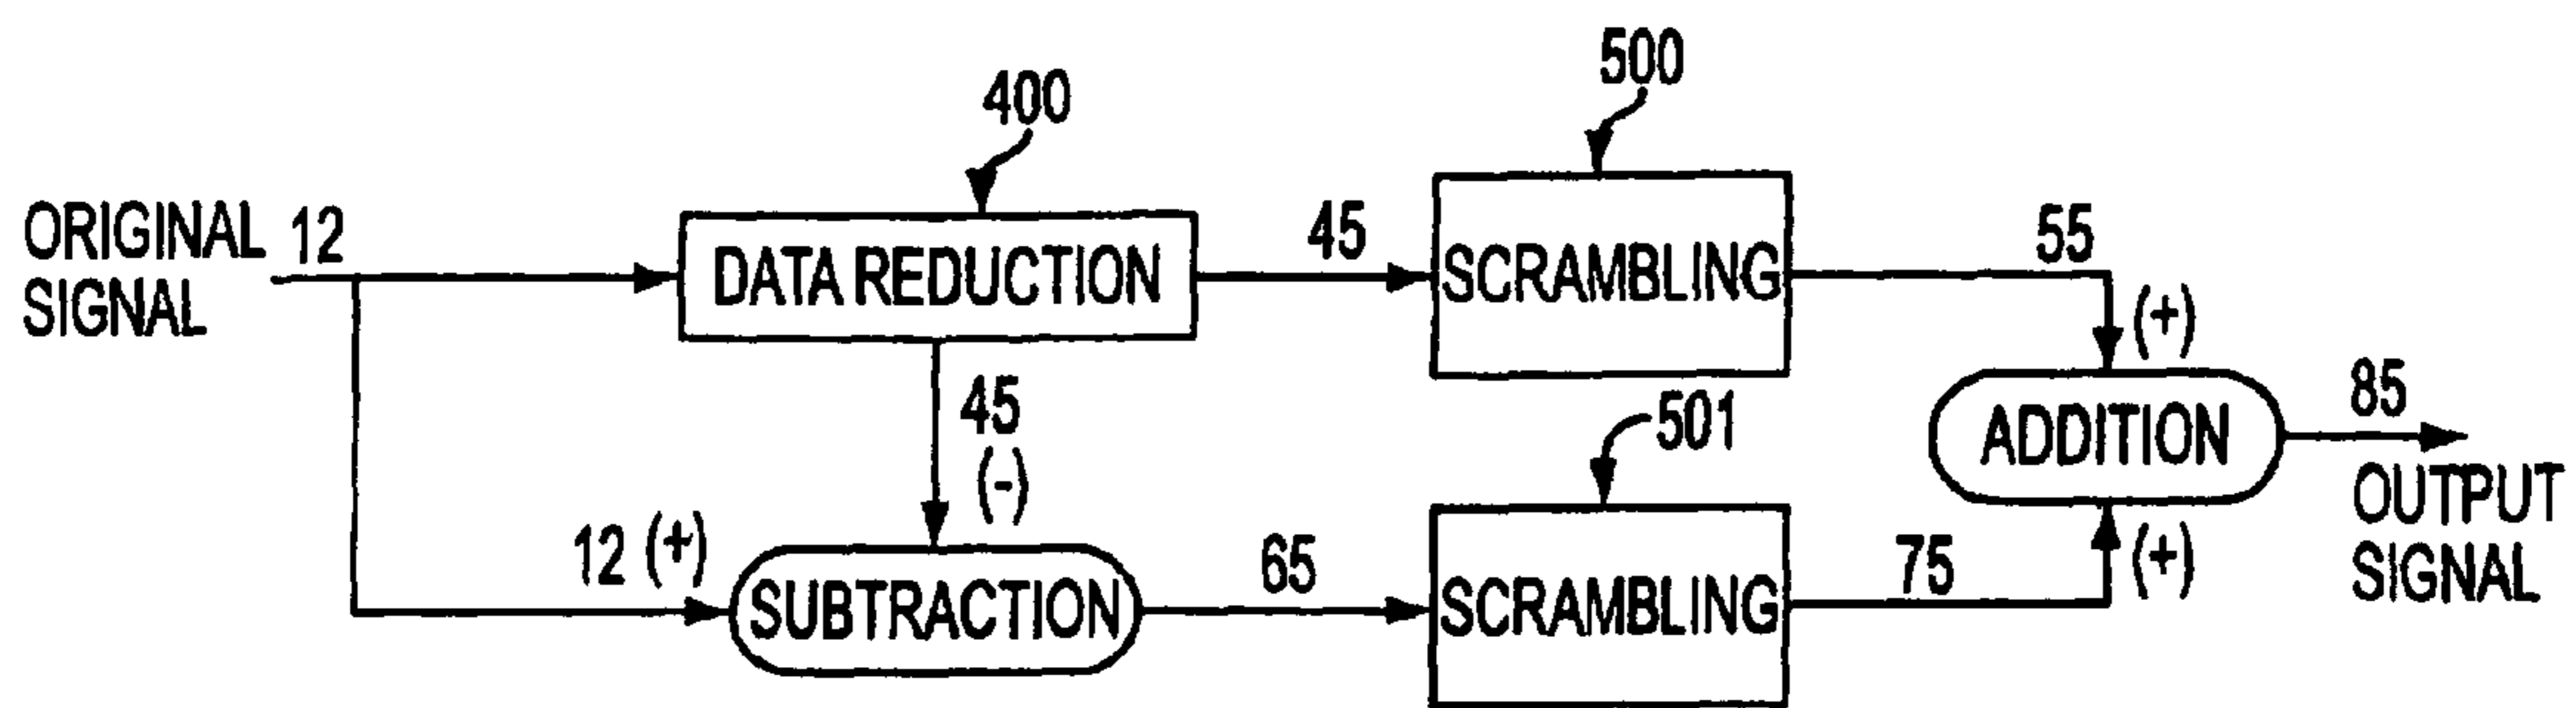 500
400
ORIGINAL 12
SIGNAL
DATA REDUCTION
45
SCRAMBLING
55
(+)
45
(-)
501
ADDITION
85
OUTPUT
SIGNAL
12 (+)
SUBTRACTION
65
SCRAMBLING
75
(+)